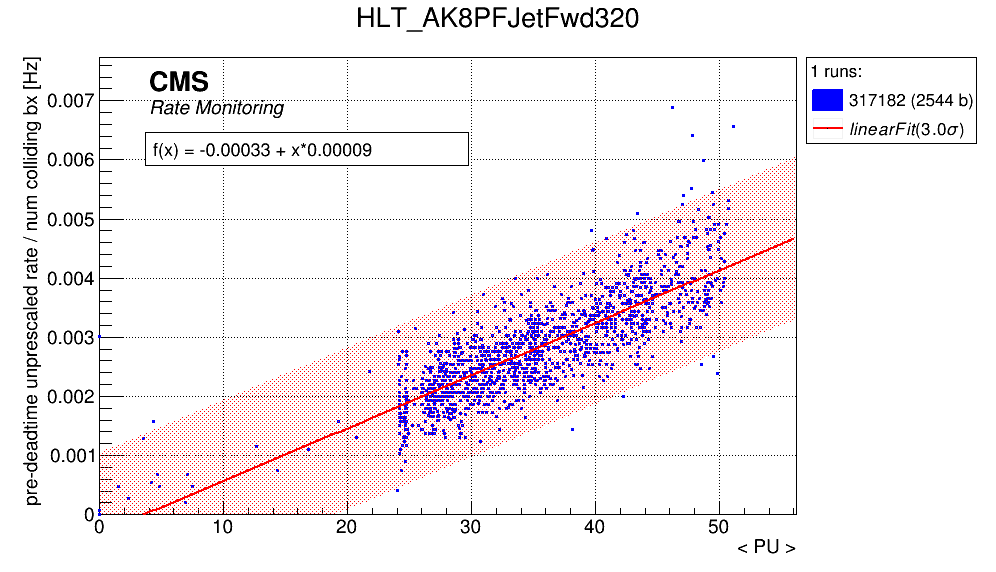 HLT_AK8PFJetFwd320
pre-deadtime unprescaled rate / num colliding bx [Hz]
CMS
Rate Monitoring
f(x) = -0.00033 + x*0.00009
1 runs:
317182 (2544 b)
linearFit(3.0σ)
0.007
0.006
0.005
0.004
0.003
0.002
0.001
0
0 10 20 30 40 50
< PU >